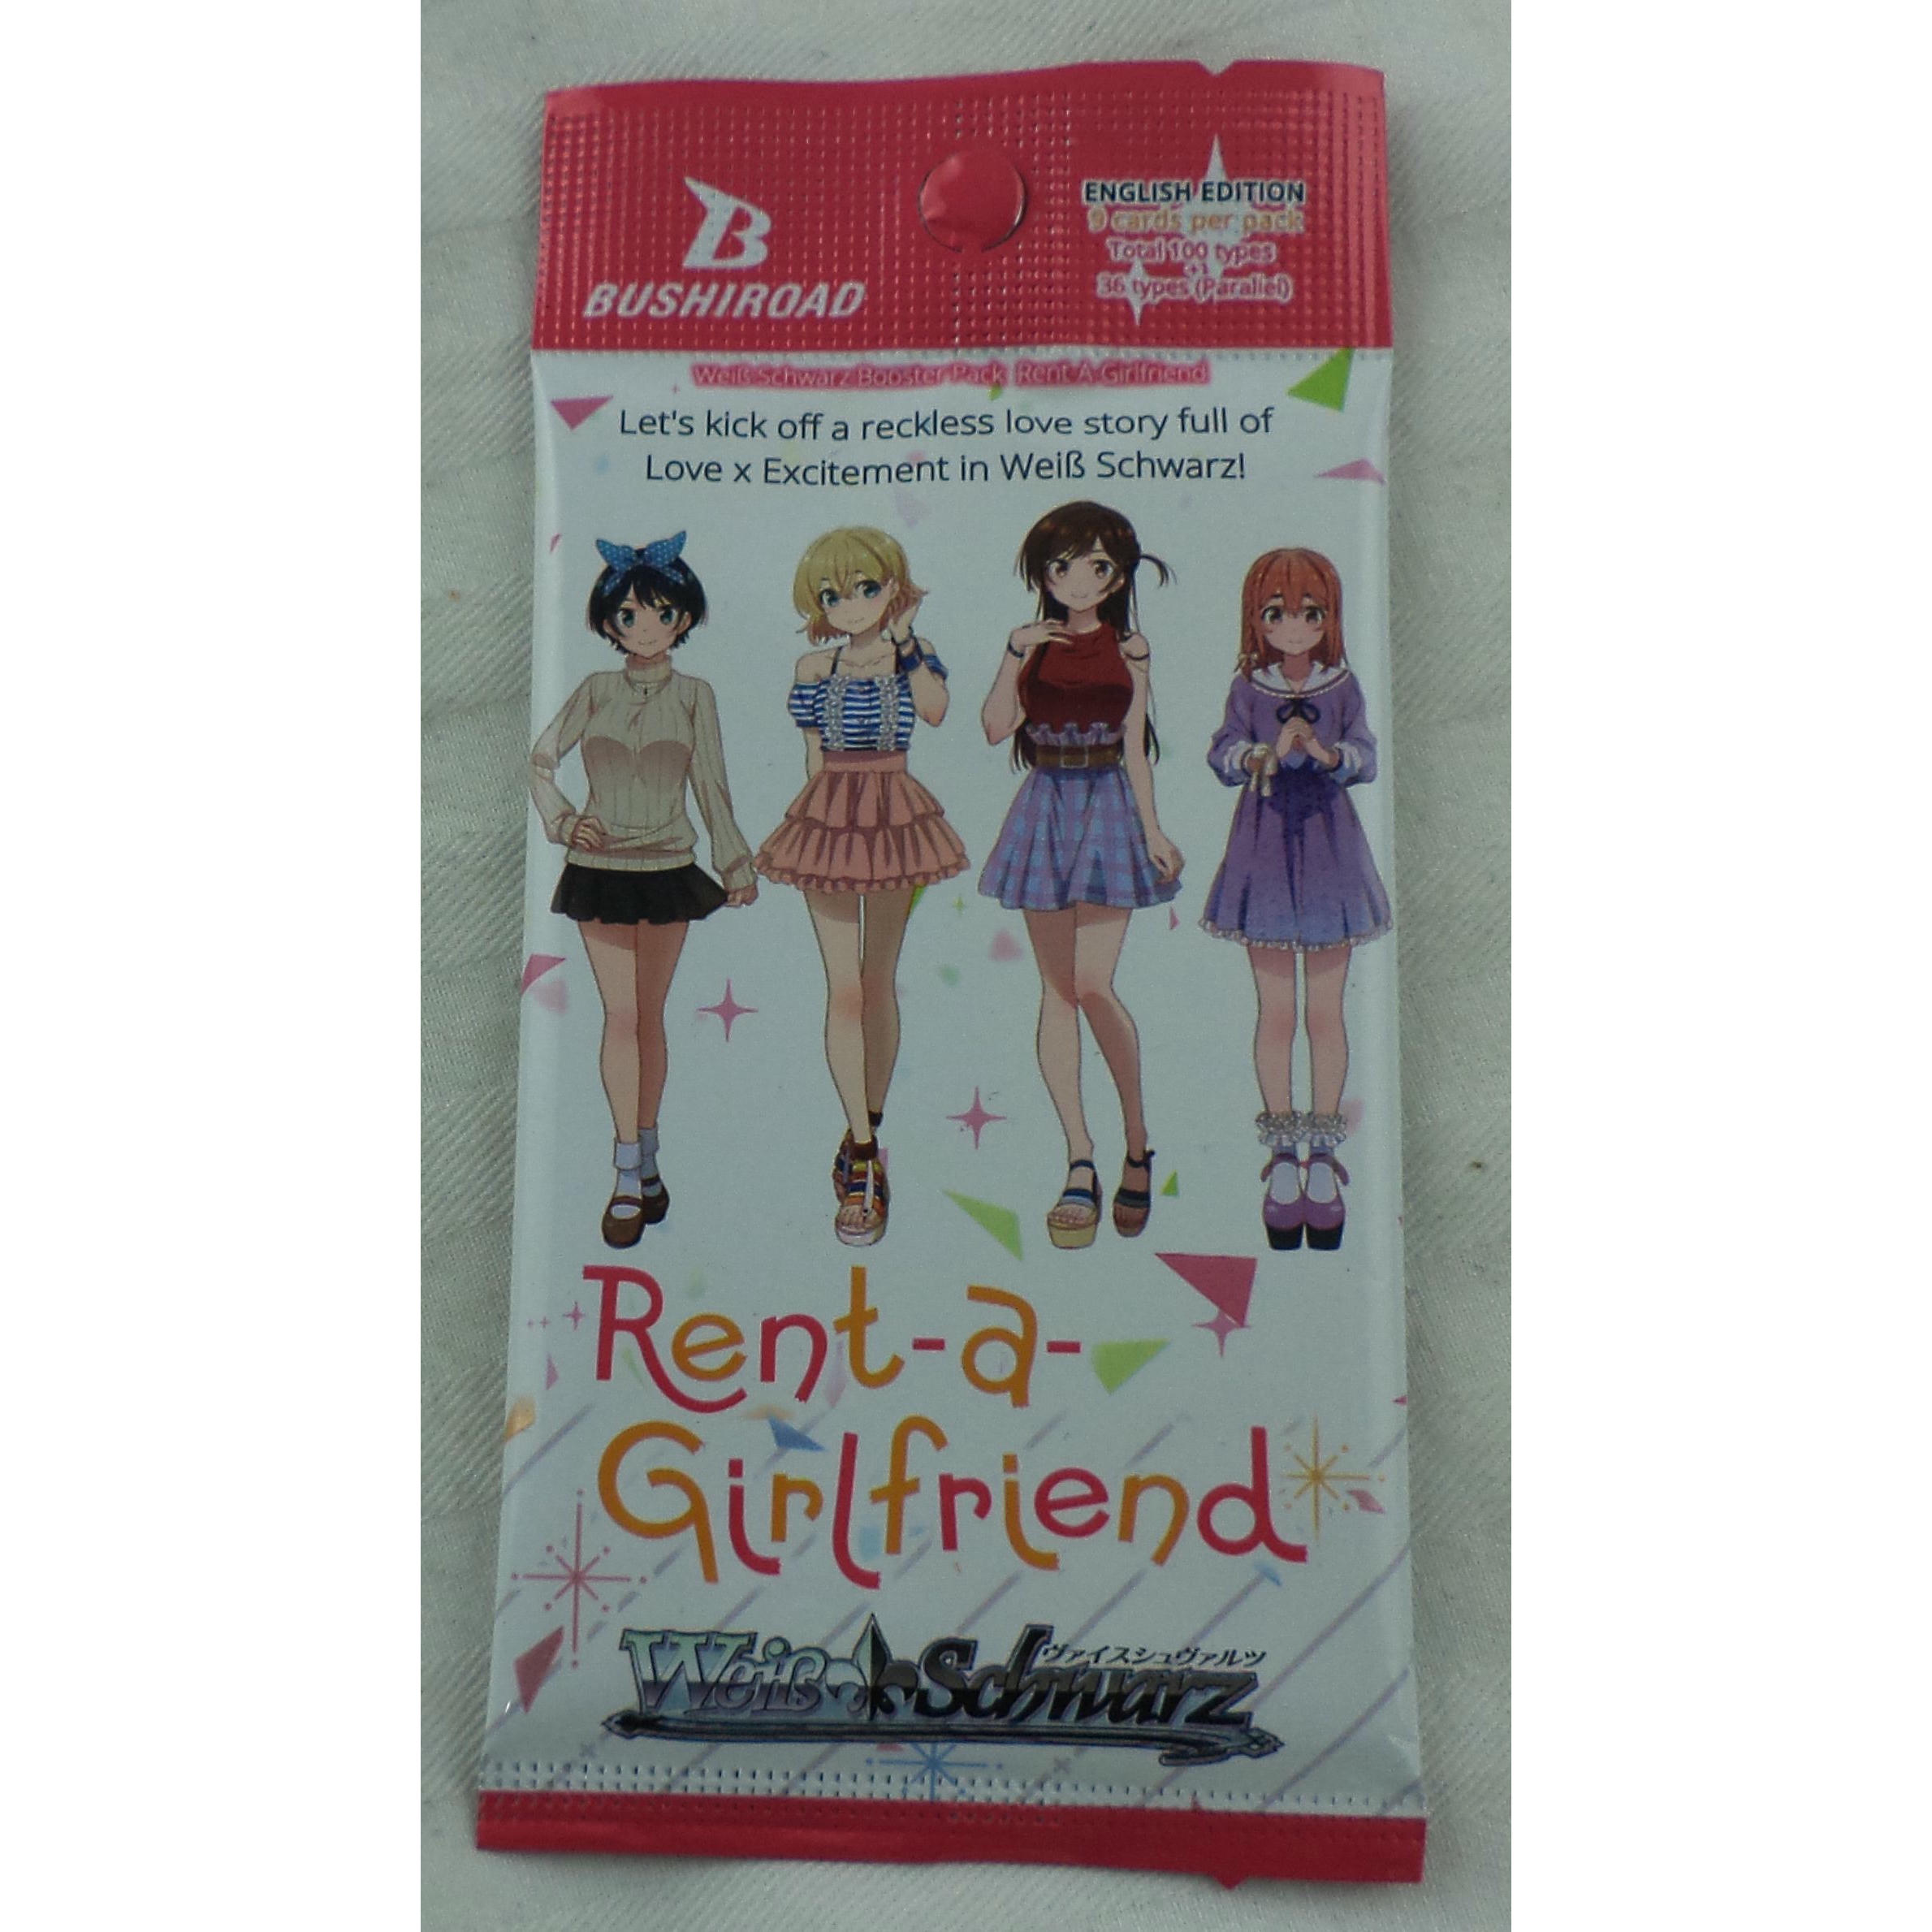 B
BUSHIROAD
ENGLISH EDITION
9 cards per pack
Total 100 types
+1
36 types (Parallel)
Weiß Schwarz Booster Pack Rent-A-Girlfriend
Let's kick off a reckless love story full of
Love x Excitement in Weiß Schwarz!
Rent-a-
Girlfriend
ヴァイスシュヴァルツ
Weiß Schwarz